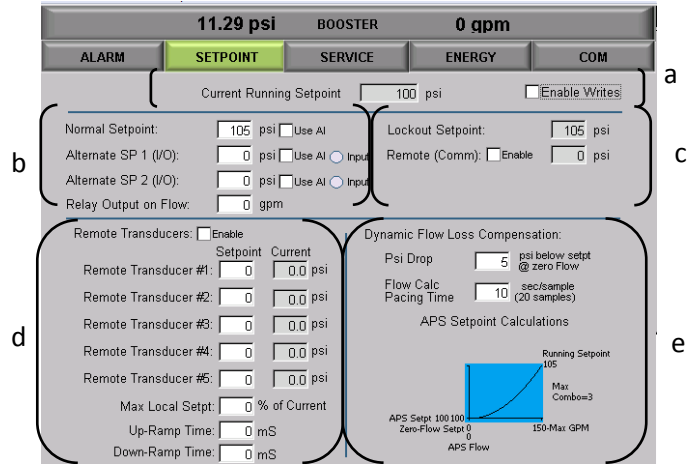 11.29 psi BOOSTER 0 gpm
ALARM SETPOINT SERVICE ENERGY COM
a
Current Running Setpoint 100 psi Enable Writes
b
Normal Setpoint: 105 psi Use AI
Alternate SP 1 (I/O): 0 psi Use AI Input
Alternate SP 2 (I/O): 0 psi Use AI Input
Relay Output on Flow: 0 gpm
c
Lockout Setpoint: 105 psi
Remote (Comm): Enable 0 psi
d
Remote Transducers: Enable
Setpoint Current
Remote Transducer #1: 0 0.0 psi
Remote Transducer #2: 0 0.0 psi
Remote Transducer #3: 0 0.0 psi
Remote Transducer #4: 0 0.0 psi
Remote Transducer #5: 0 0.0 psi
Max Local Setpt: 0 % of Current
Up-Ramp Time: 0 mS
Down-Ramp Time: 0 mS
e
Dynamic Flow Loss Compensation:
Psi Drop 5 psi below setpt
@ zero Flow
Flow Calc
Pacing Time 10 sec/sample
(20 samples)
APS Setpoint Calculations
Running Setpoint
105
Max
Combo=3
APS Setpt 100 100
Zero-Flow Setpt 0
0
150-Max GPM
APS Flow